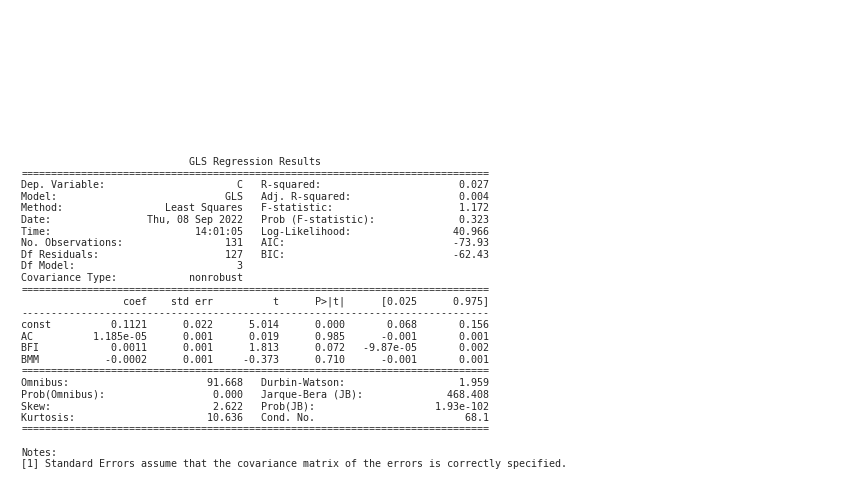 GLS Regression Results
==============================================================================
Dep. Variable:                      C   R-squared:                       0.027
Model:                            GLS   Adj. R-squared:                  0.004
Method:                 Least Squares   F-statistic:                     1.172
Date:                Thu, 08 Sep 2022   Prob (F-statistic):              0.323
Time:                        14:01:05   Log-Likelihood:                 40.966
No. Observations:                 131   AIC:                            -73.93
Df Residuals:                     127   BIC:                            -62.43
Df Model:                           3
Covariance Type:            nonrobust
==============================================================================
                 coef    std err          t      P>|t|      [0.025      0.975]
------------------------------------------------------------------------------
const          0.1121      0.022      5.014      0.000       0.068       0.156
AC          1.185e-05      0.001      0.019      0.985      -0.001       0.001
BFI            0.0011      0.001      1.813      0.072   -9.87e-05       0.002
BMM           -0.0002      0.001     -0.373      0.710      -0.001       0.001
==============================================================================
Omnibus:                       91.668   Durbin-Watson:                   1.959
Prob(Omnibus):                  0.000   Jarque-Bera (JB):              468.408
Skew:                           2.622   Prob(JB):                    1.93e-102
Kurtosis:                      10.636   Cond. No.                         68.1
==============================================================================

Notes:
[1] Standard Errors assume that the covariance matrix of the errors is correctly specified.